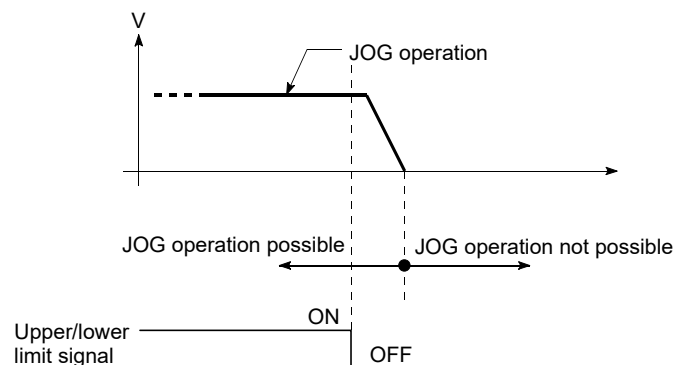 V
JOG operation
JOG operation possible
JOG operation not possible
ON
Upper/lower
limit signal
OFF